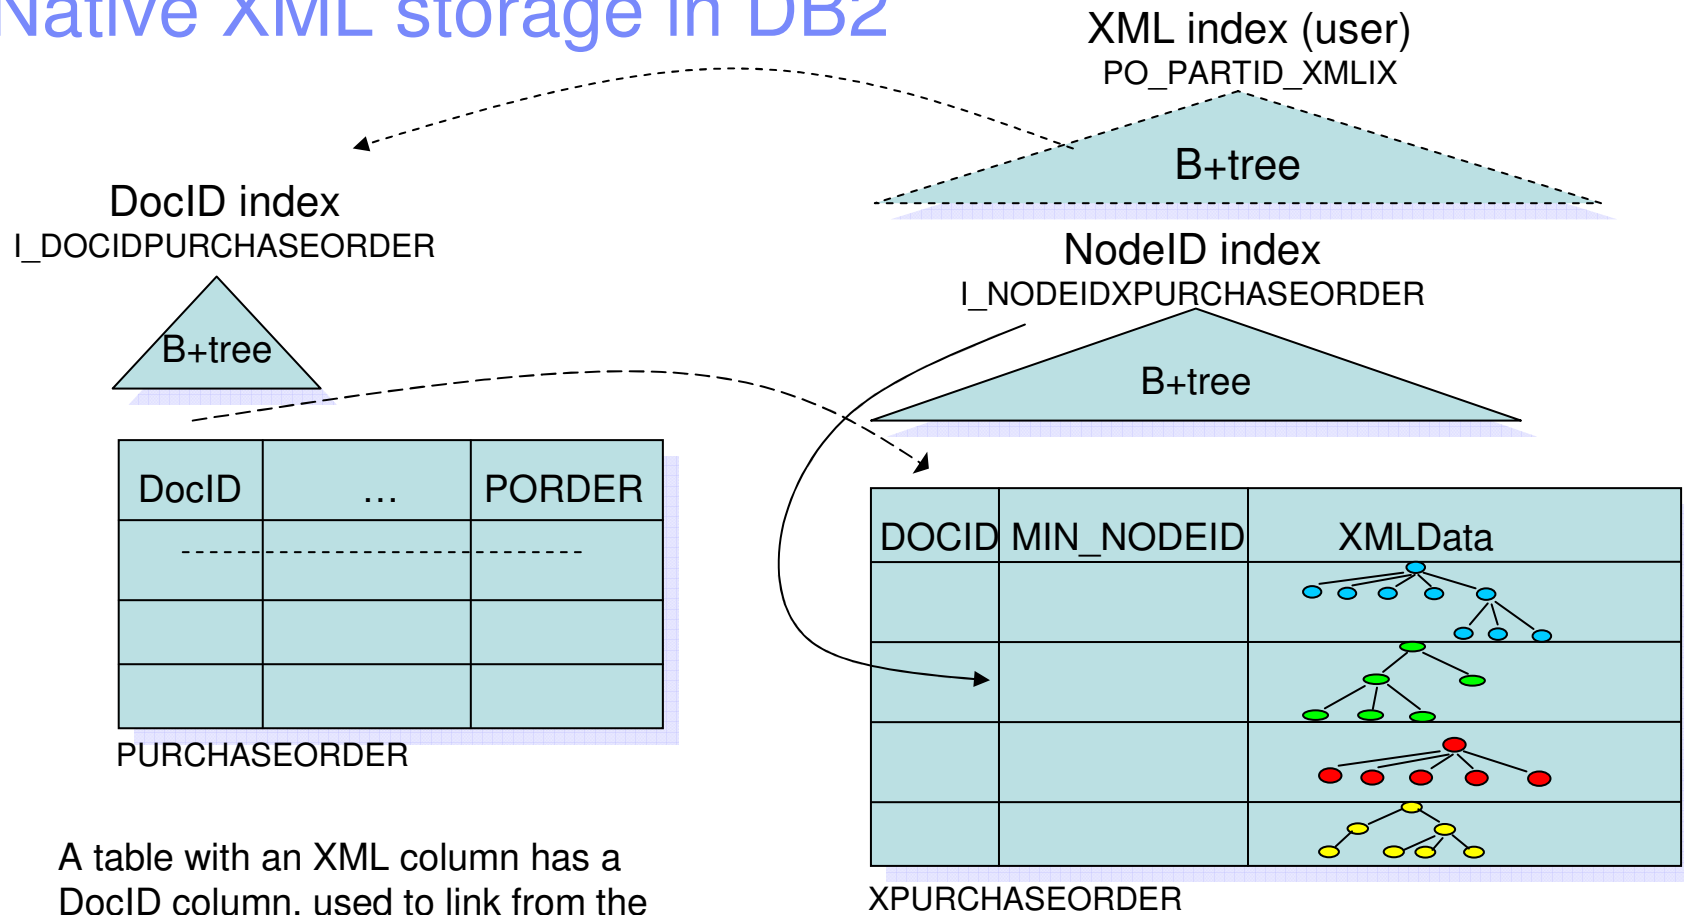 Native XML storage in DB2
XML index (user)
PO_PARTID_XMLIX
B+tree
DocID index
I_DOCIDPURCHASEORDER
B+tree
NodeID index
I_NODEIDXPURCHASEORDER
B+tree
DocID … PORDER
PURCHASEORDER
DOCID MIN_NODEID XMLData
XPURCHASEORDER
A table with an XML column has a
DocID column, used to link from the